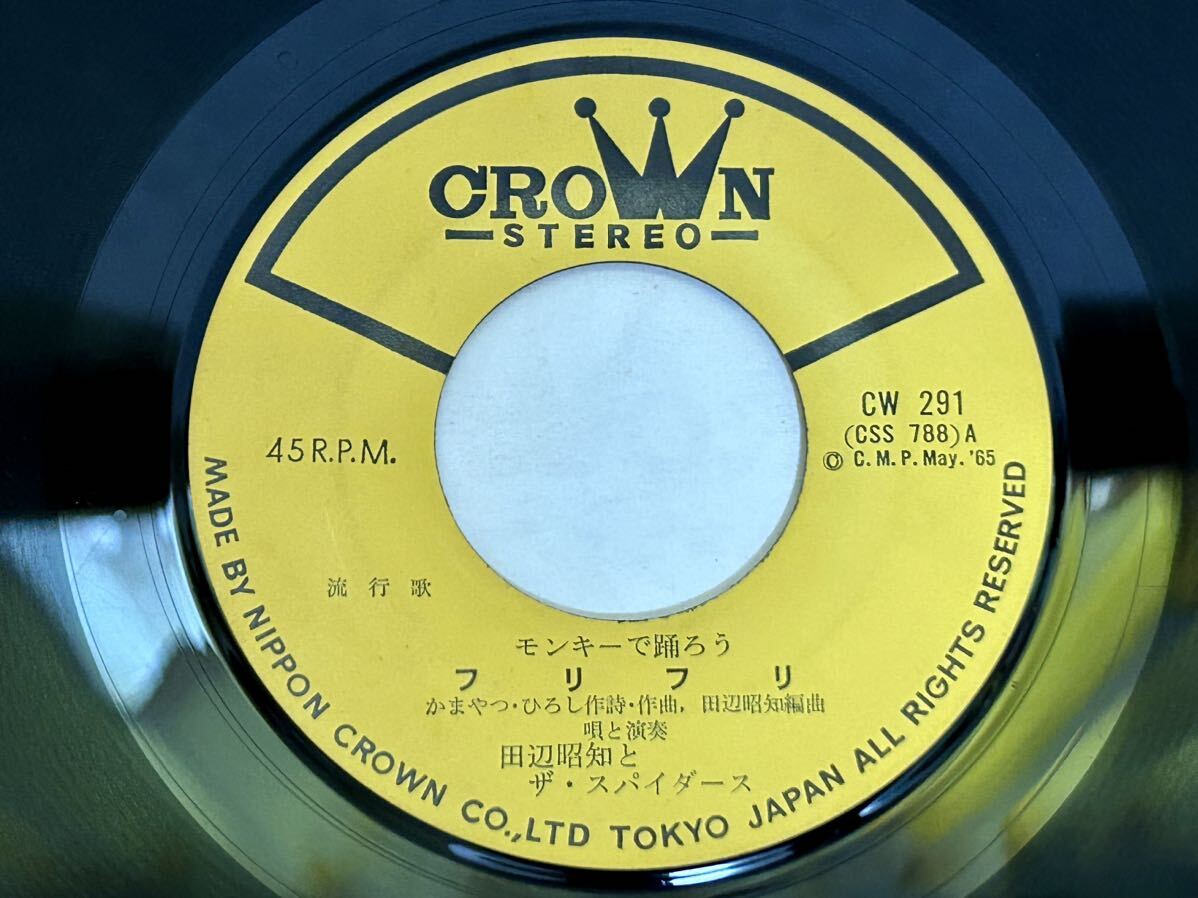 CROWN
STEREO
45 R.P.M.
CW 291
(CSS 788) A
© C. M. P. May. '65
流行歌
モンキーで踊ろう
フリフリ
かまやつ・ひろし作詩・作曲, 田辺昭知編曲
唄と演奏
田辺昭知と
ザ・スパイダース
MADE BY NIPPON CROWN CO.,LTD TOKYO JAPAN ALL RIGHTS RESERVED